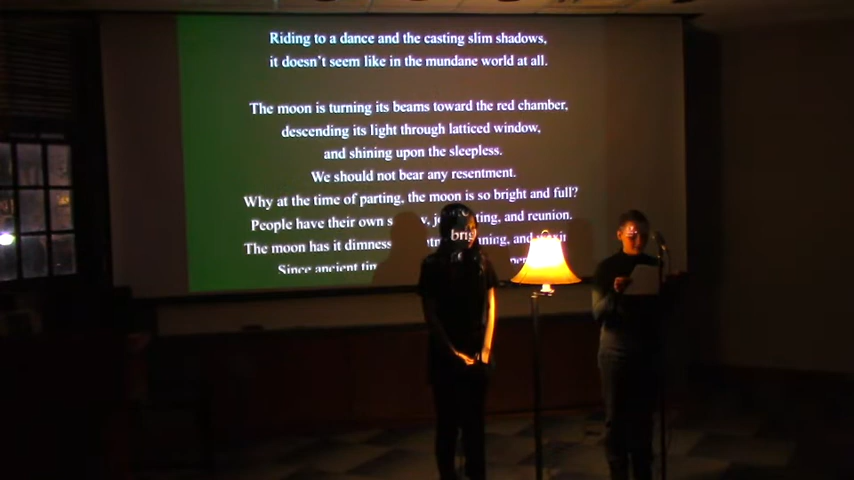 Riding to a dance and the casting slim shadows,
it doesn't seem like in the mundane world at all.
The moon is turning its beams toward the red chamber,
descending its light through latticed window,
and shining upon the sleepless.
We should not bear any resentment.
Why at the time of parting, the moon is so bright and full?
People have their own and reunion.
The moon has it dimness and
Since ancient